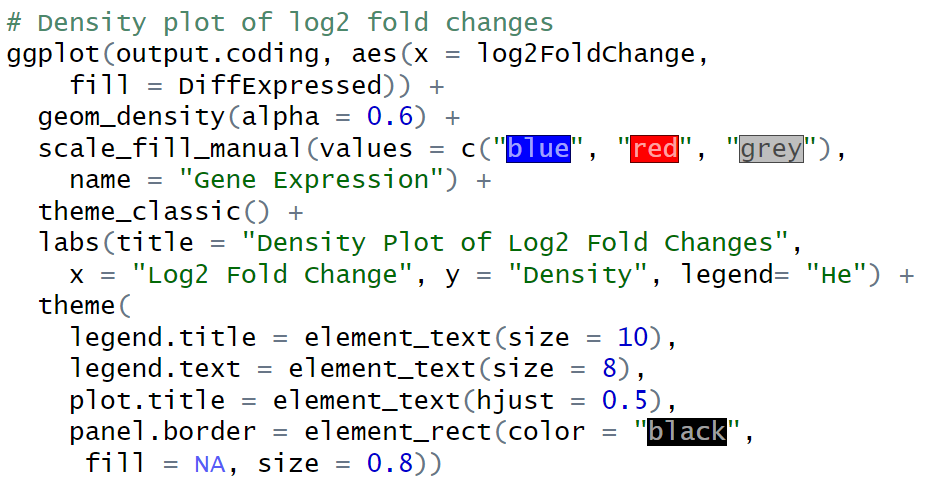 # Density plot of log2 fold changes
ggplot(output.coding, aes(x = log2FoldChange,
    fill = DiffExpressed)) +
  geom_density(alpha = 0.6) +
  scale_fill_manual(values = c("blue", "red", "grey"),
    name = "Gene Expression") +
  theme_classic() +
  labs(title = "Density Plot of Log2 Fold Changes",
    x = "Log2 Fold Change", y = "Density", legend= "He") +
  theme(
    legend.title = element_text(size = 10),
    legend.text = element_text(size = 8),
    plot.title = element_text(hjust = 0.5),
    panel.border = element_rect(color = "black",
     fill = NA, size = 0.8))